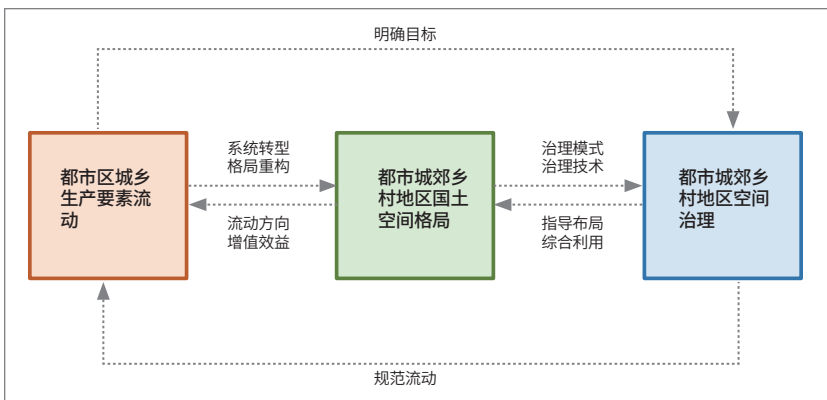 明确目标
都市区城乡
生产要素流
动
系统转型
格局重构
流动方向
增值效益
都市城郊乡
村地区国土
空间格局
治理模式
治理技术
指导布局
综合利用
都市城郊乡
村地区空间
治理
规范流动